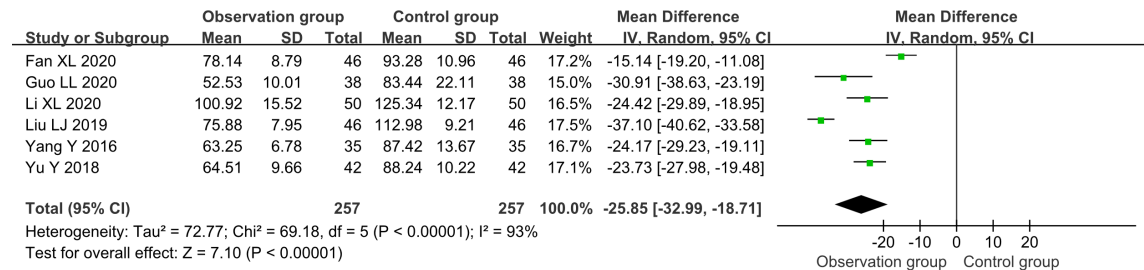 Observation group Control group Mean Difference Mean Difference
Study or Subgroup Mean SD Total Mean SD Total Weight IV, Random, 95% CI IV, Random, 95% CI
Fan XL 2020 78.14 8.79 46 93.28 10.96 46 17.2% -15.14 [-19.20, -11.08]
Guo LL 2020 52.53 10.01 38 83.44 22.11 38 15.0% -30.91 [-38.63, -23.19]
Li XL 2020 100.92 15.52 50 125.34 12.17 50 16.5% -24.42 [-29.89, -18.95]
Liu LJ 2019 75.88 7.95 46 112.98 9.21 46 17.5% -37.10 [-40.62, -33.58]
Yang Y 2016 63.25 6.78 35 87.42 13.67 35 16.7% -24.17 [-29.23, -19.11]
Yu Y 2018 64.51 9.66 42 88.24 10.22 42 17.1% -23.73 [-27.98, -19.48]
Total (95% CI) 257 257 100.0% -25.85 [-32.99, -18.71]
Heterogeneity: Tau² = 72.77; Chi² = 69.18, df = 5 (P < 0.00001); I² = 93%
Test for overall effect: Z = 7.10 (P < 0.00001)
-20 -10 0 10 20
Observation group Control group